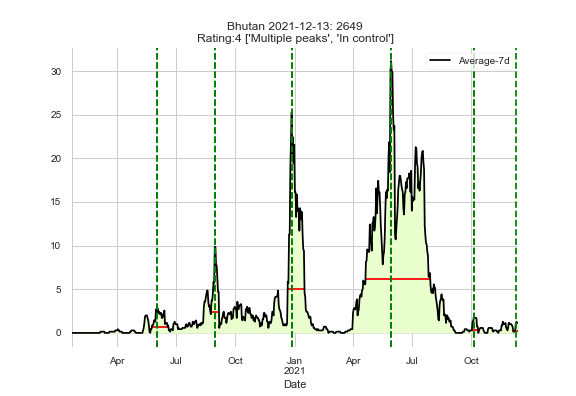 Bhutan 2021-12-13: 2649
Rating:4 ['Multiple peaks', 'In control']
Average-7d
30
25
20
15
10
5
0
Apr Jul Oct Jan Apr Jul Oct
2021
Date